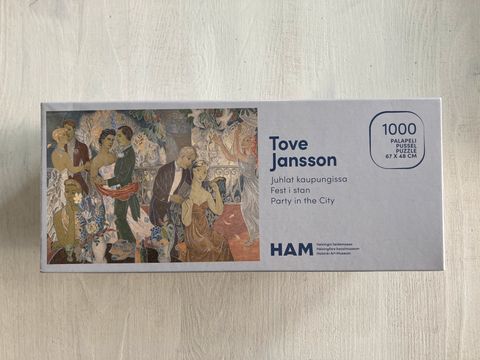 Tove
Jansson
Juhlat kaupungissa
Fest i stan
Party in the City
1000
PALAPELI
PUSSEL
PUZZLE
67 X 48 CM
HAM
Helsingin taidemuseo
Helsingfors konstmuseum
Helsinki Art Museum